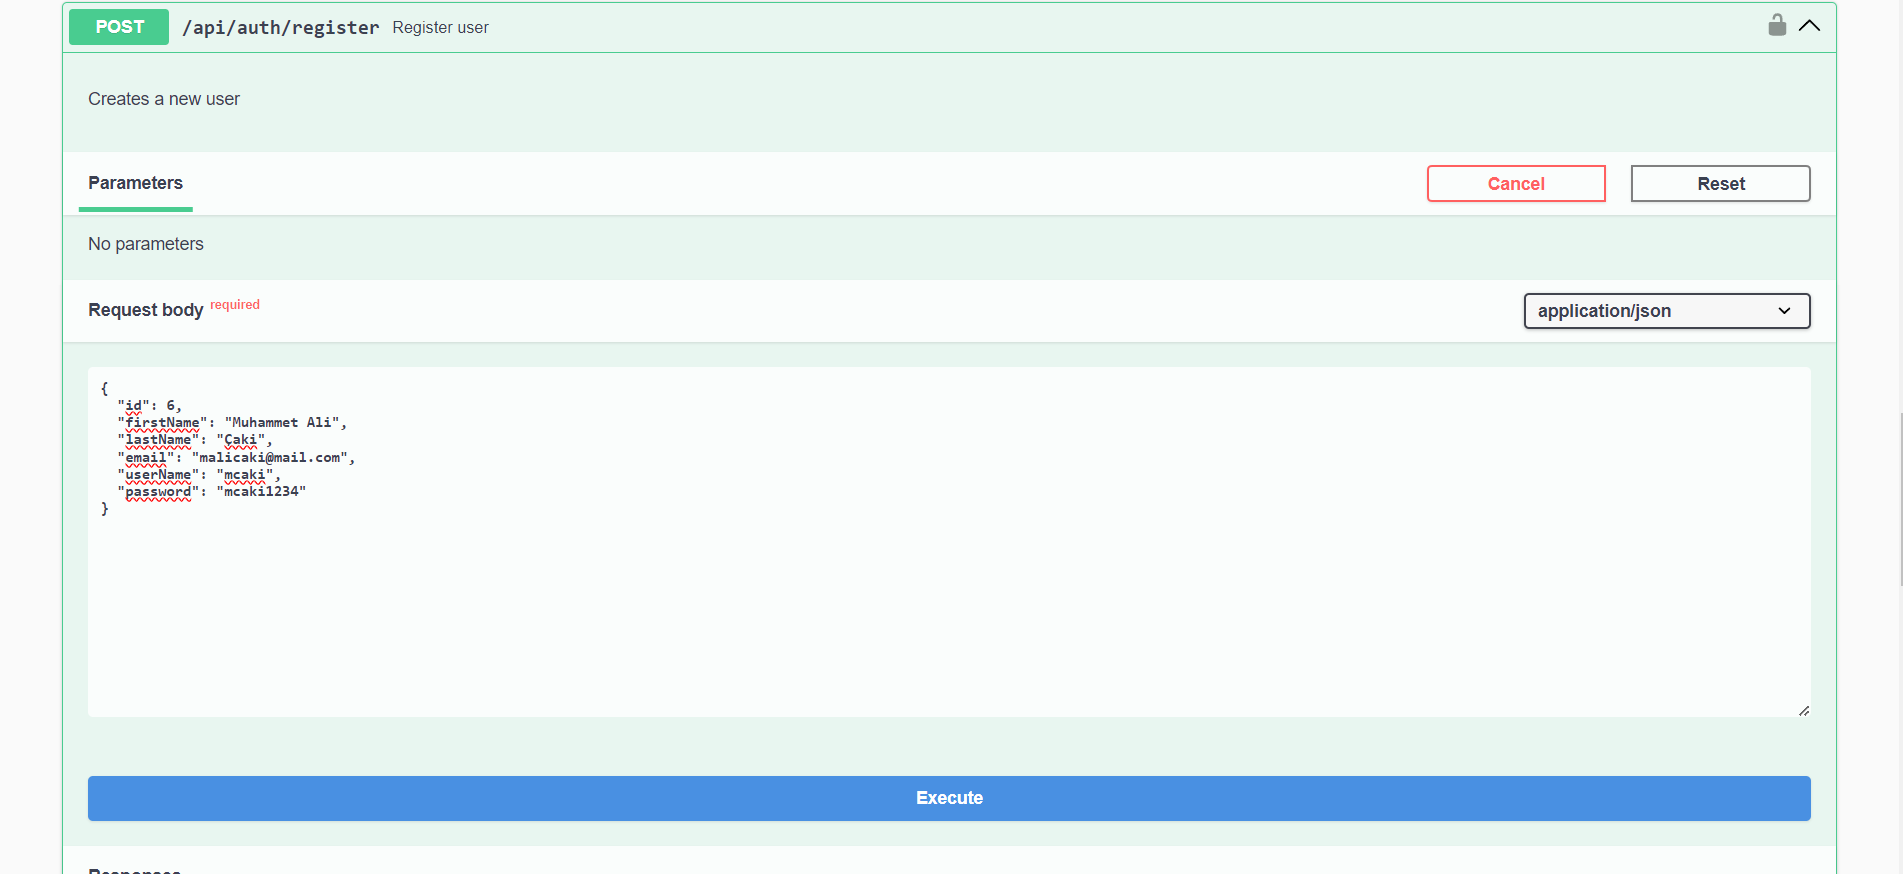 POST /api/auth/register Register user
Creates a new user
Parameters Cancel Reset
No parameters
Request body required application/json
{
"id": 6,
"firstName": "Muhammet Ali",
"lastName": "Çaki",
"email": "malicaki@mail.com",
"userName": "mcaki",
"password": "mcaki1234"
}
Execute
Responses